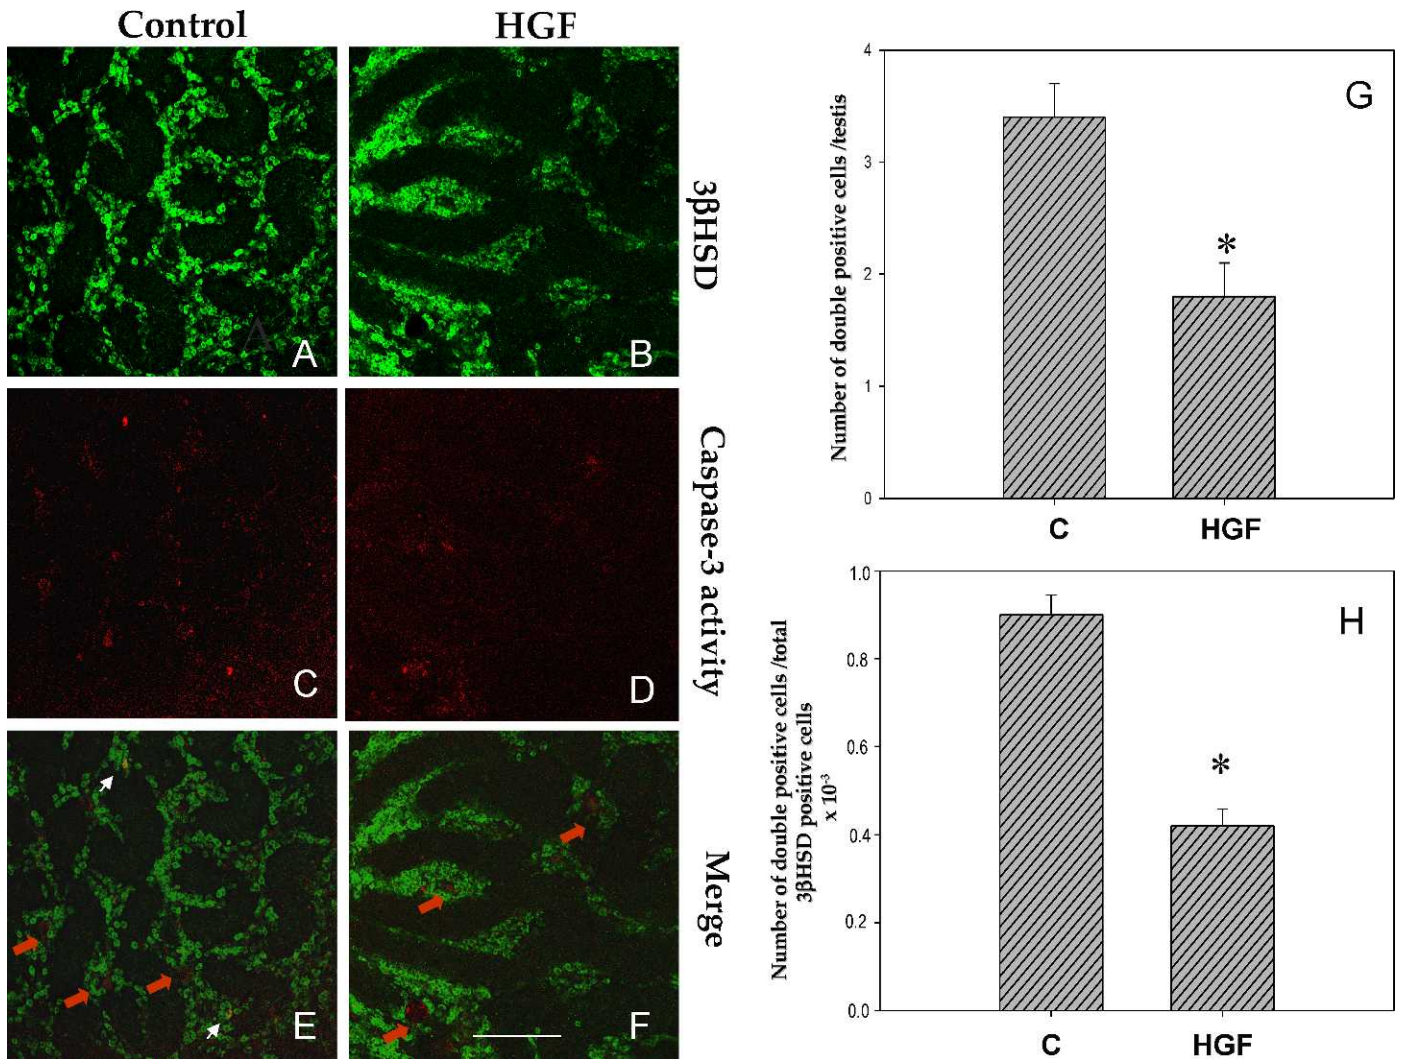 Control
HGF
3βHSD
A
A
B
Caspase-3 activity
C
D
Merge
E
F
Number of double positive cells /testis
4
3
2
1
0
G
*
C
HGF
Number of double positive cells /total
3βHSD positive cells
x 10⁻³
1.0
0.8
0.6
0.4
0.2
0.0
H
*
C
HGF